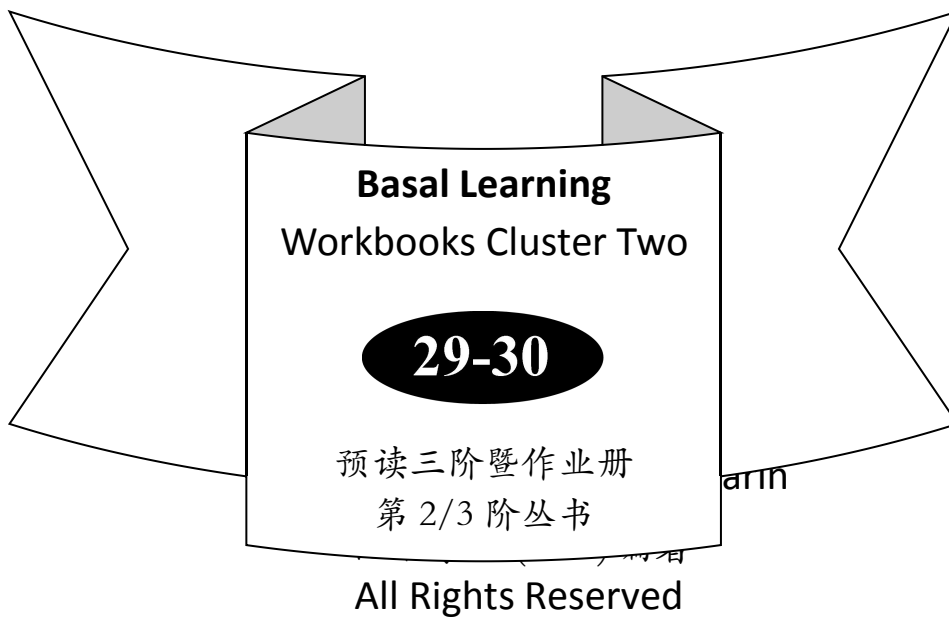 Basal Learning
Workbooks Cluster Two
29-30
预读三阶暨作业册
第 2/3 阶丛书
All Rights Reserved